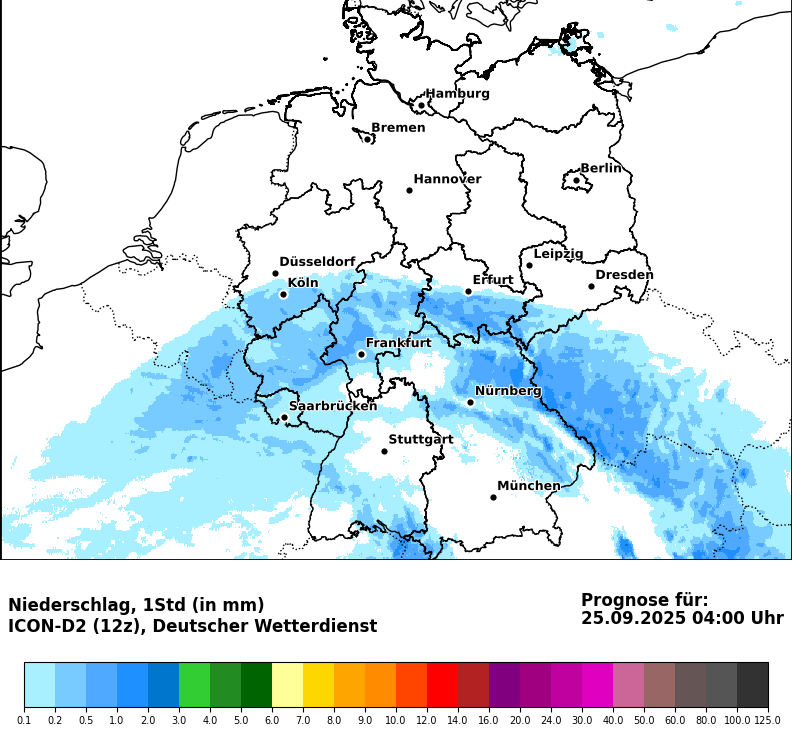 Hamburg
Bremen
Berlin
Hannover
Leipzig
Düsseldorf
Dresden
Erfurt
Köln
Frankfurt
Nürnberg
Saarbrücken
Stuttgart
München
Niederschlag, 1Std (in mm)
ICON-D2 (12z), Deutscher Wetterdienst
Prognose für:
25.09.2025 04:00 Uhr
0.1 0.2 0.5 1.0 2.0 3.0 4.0 5.0 6.0 7.0 8.0 9.0 10.0 12.0 14.0 16.0 20.0 24.0 30.0 40.0 50.0 60.0 80.0 100.0 125.0